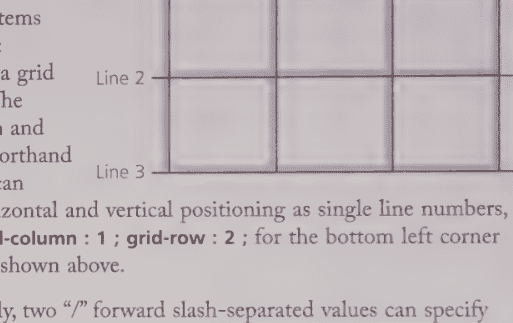 tems
:
a grid
Line 2
he
and
orthand
Line 3
can
zontal and vertical positioning as single line numbers,
l-column : 1 ; grid-row : 2 ; for the bottom left corner
shown above.
ly, two “/” forward slash-separated values can specify